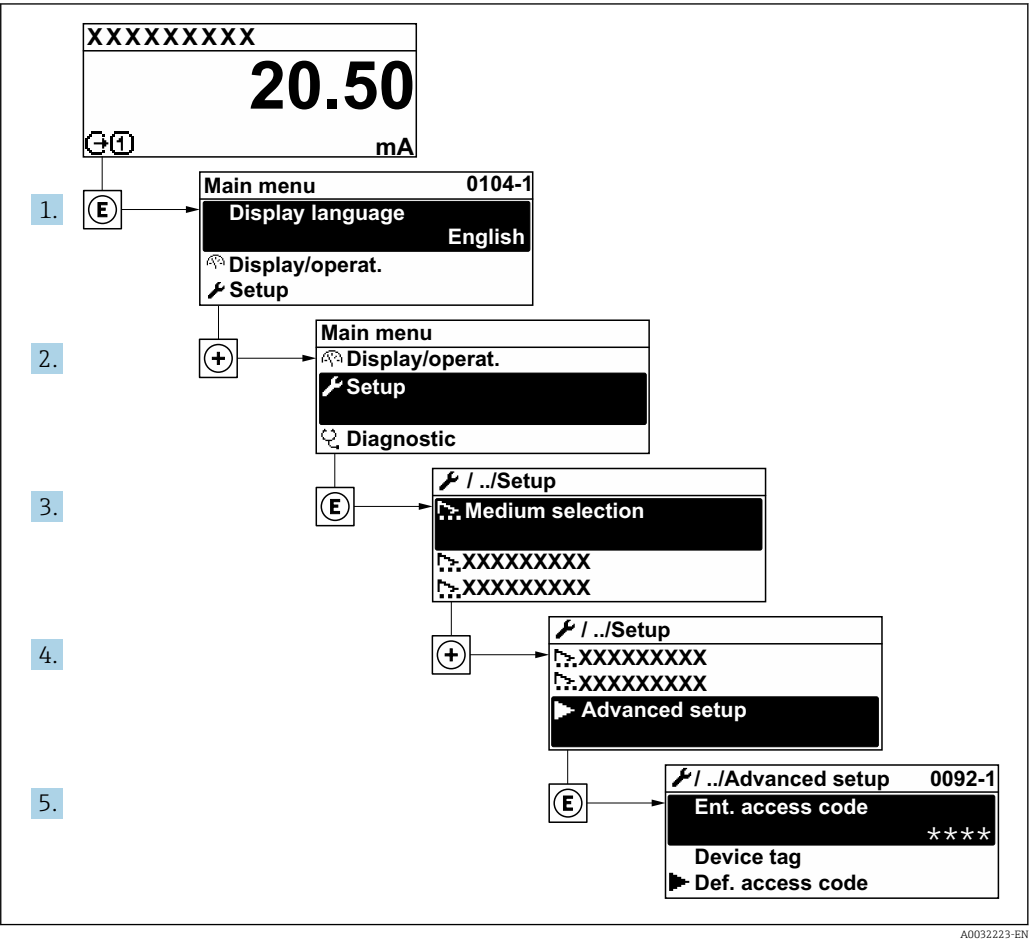 XXXXXXXXX
20.50
1
mA
1.
E
Main menu 0104-1
Display language
English
Display/operat.
Setup
2.
+
Main menu
Display/operat.
Setup
Diagnostic
3.
E
/ ../Setup
Medium selection
XXXXXXXXX
XXXXXXXXX
4.
+
/ ../Setup
XXXXXXXXX
XXXXXXXXX
Advanced setup
5.
E
/ ../Advanced setup 0092-1
Ent. access code
****
Device tag
Def. access code
A0032223-EN